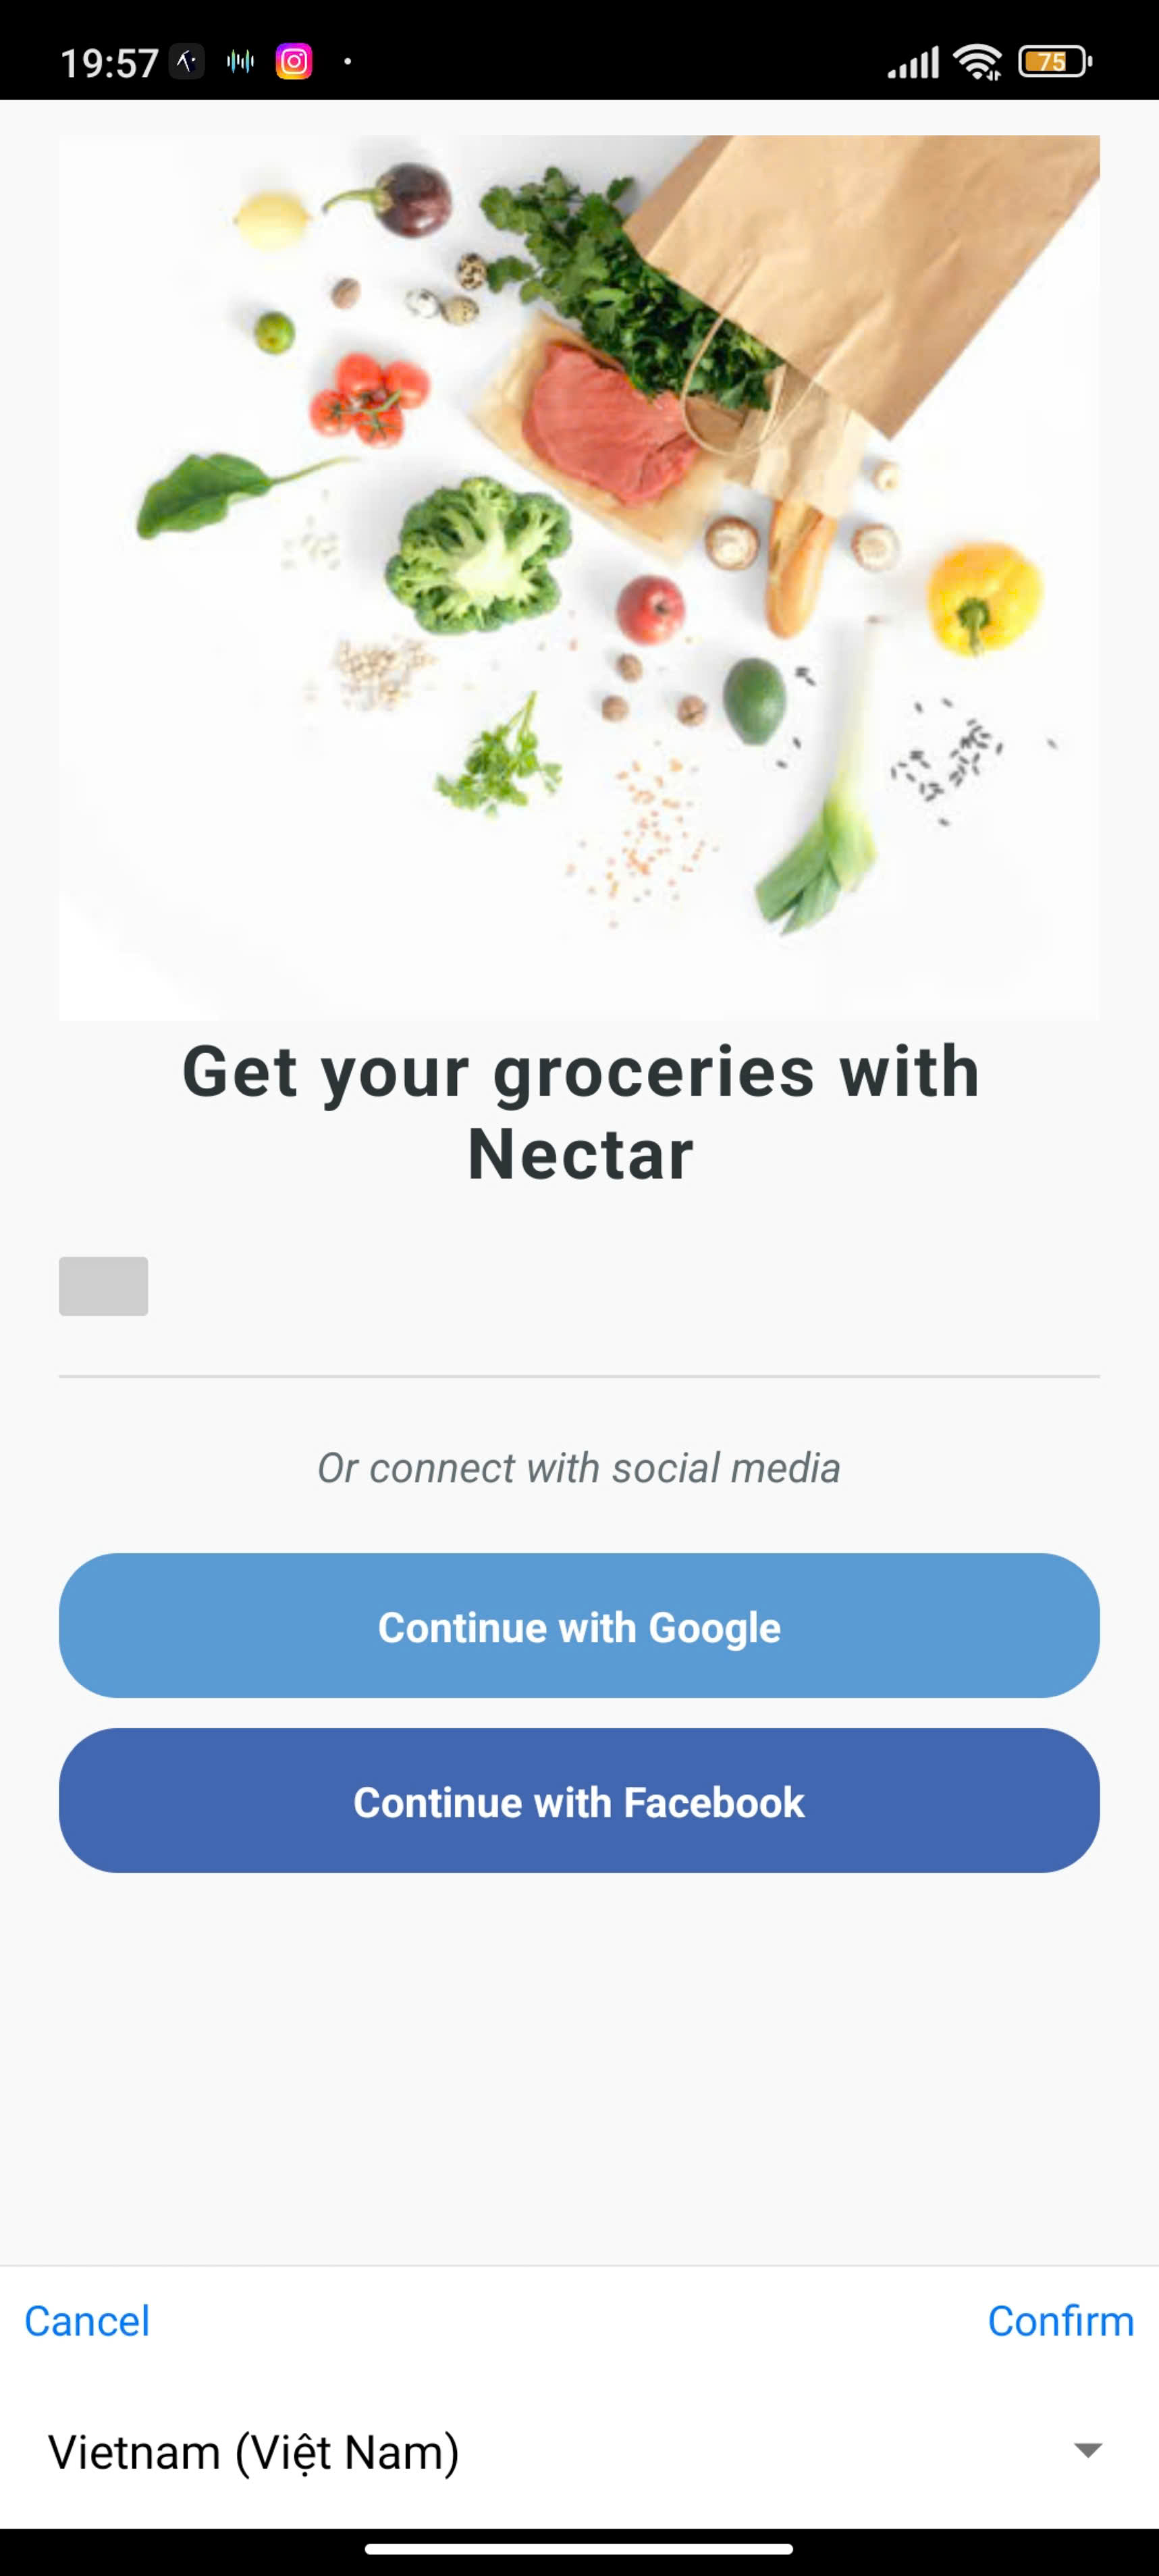 19:57
75
Get your groceries with
Nectar
Or connect with social media
Continue with Google
Continue with Facebook
Cancel
Confirm
Vietnam (Việt Nam)